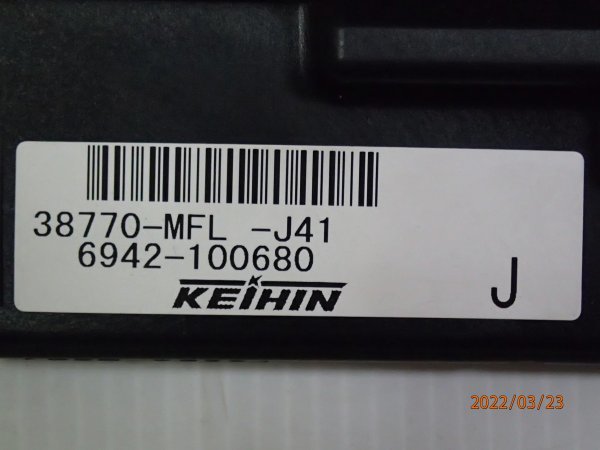 38770-MFL -J41
6942-100680
KEIHIN
J
2022/03/23